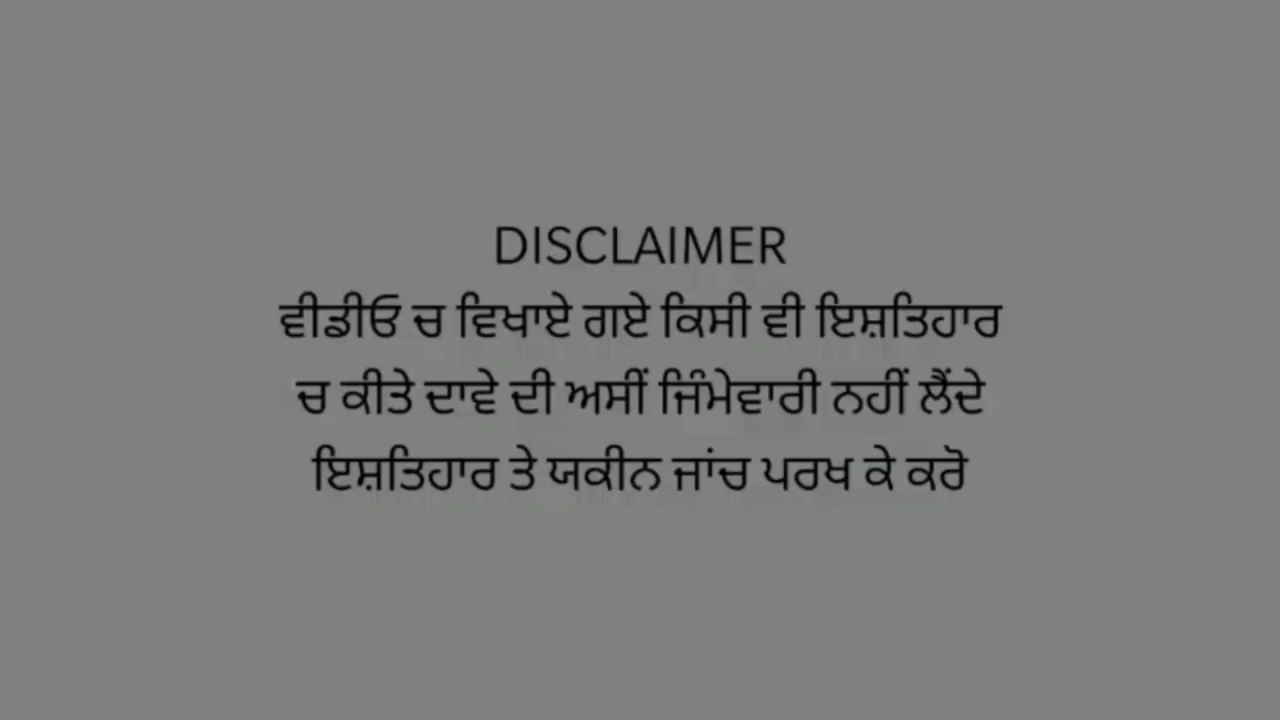 DISCLAIMER
ਵੀਡੀਓ ਚ ਵਿਖਾਏ ਗਏ ਕਿਸੀ ਵੀ ਇਸ਼ਤਿਹਾਰ
ਚ ਕੀਤੇ ਦਾਵੇ ਦੀ ਅਸੀਂ ਜਿੰਮੇਵਾਰੀ ਨਹੀਂ ਲੈਂਦੇ
ਇਸ਼ਤਿਹਾਰ ਤੇ ਯਕੀਨ ਜਾਂਚ ਪਰਖ ਕੇ ਕਰੋ